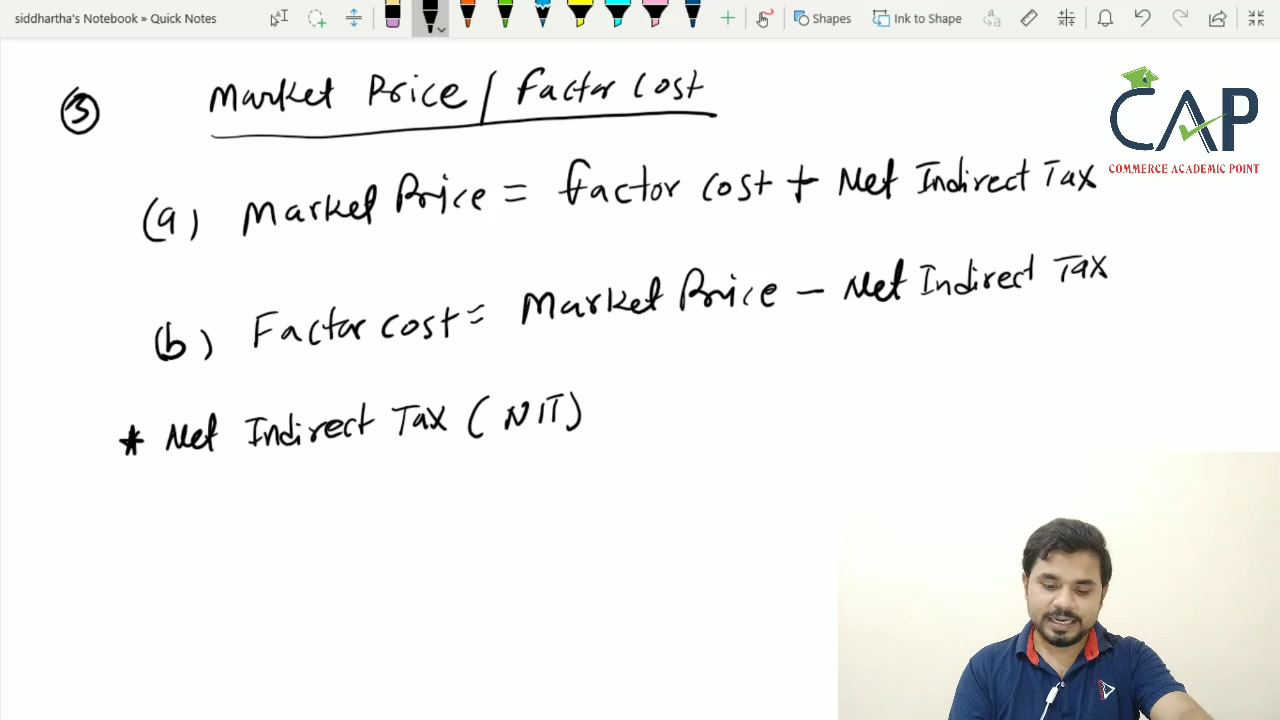 siddhartha's Notebook » Quick Notes
Shapes
Ink to Shape
③ Market Price / Factor Cost
CAP
COMMERCE ACADEMIC POINT
(a) Market Price = Factor Cost + Net Indirect Tax
(b) Factor Cost = Market Price – Net Indirect Tax
* Net Indirect Tax (NIT)